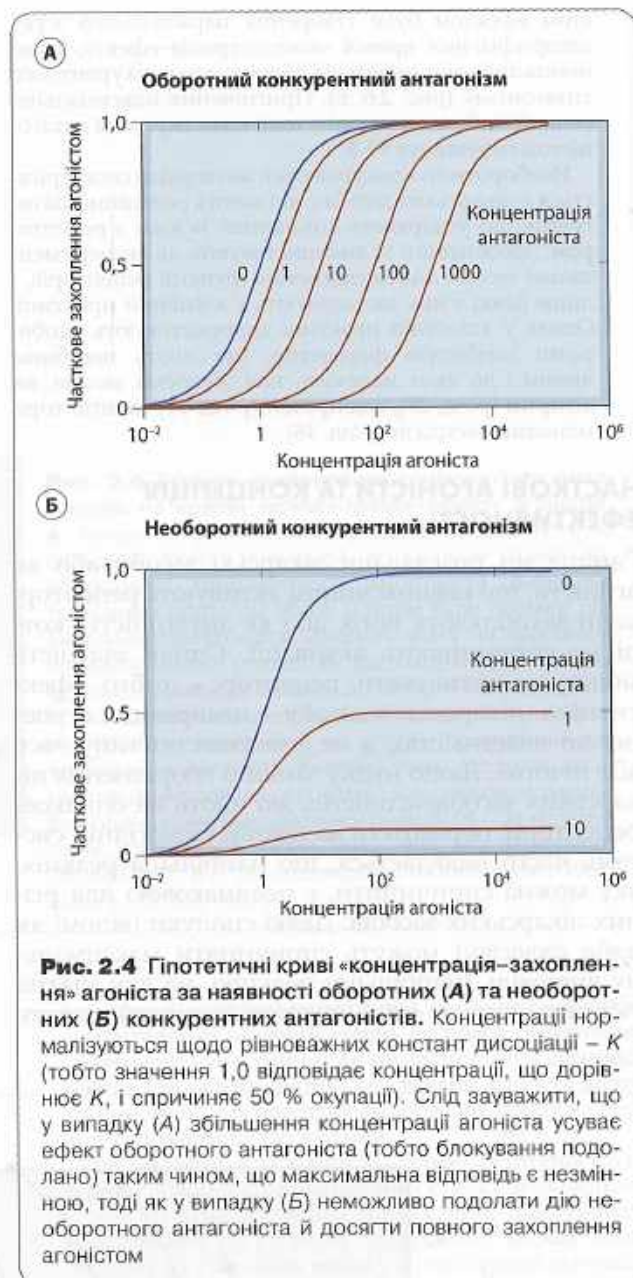 А
Оборотний конкурентний антагонізм
Часткове захоплення агоністом
1,0
Концентрація
антагоніста
0,5
0 1 10 100 1000
0
10⁻² 1 10² 10⁴ 10⁶
Концентрація агоніста
Б
Необоротний конкурентний антагонізм
Часткове захоплення агоністом
1,0
0
Концентрація
антагоніста
0.5
1
10
0
10⁻² 1 10² 10⁴ 10⁶
Концентрація агоніста
Рис. 2.4 Гіпотетичні криві «концентрація–захоплен-
ня» агоніста за наявності оборотних (А) та необорот-
них (Б) конкурентних антагоністів. Концентрації нор-
малізуються щодо рівноважних констант дисоціації – К
(тобто значення 1,0 відповідає концентрації, що дорів-
нює К, і спричиняє 50 % окупації). Слід зауважити, що
у випадку (А) збільшення концентрації агоніста усуває
ефект оборотного антагоніста (тобто блокування подо-
лано) таким чином, що максимальна відповідь є незмін-
ною, тоді як у випадку (Б) неможливо подолати дію не-
оборотного антагоніста й досягти повного захоплення
агоністом